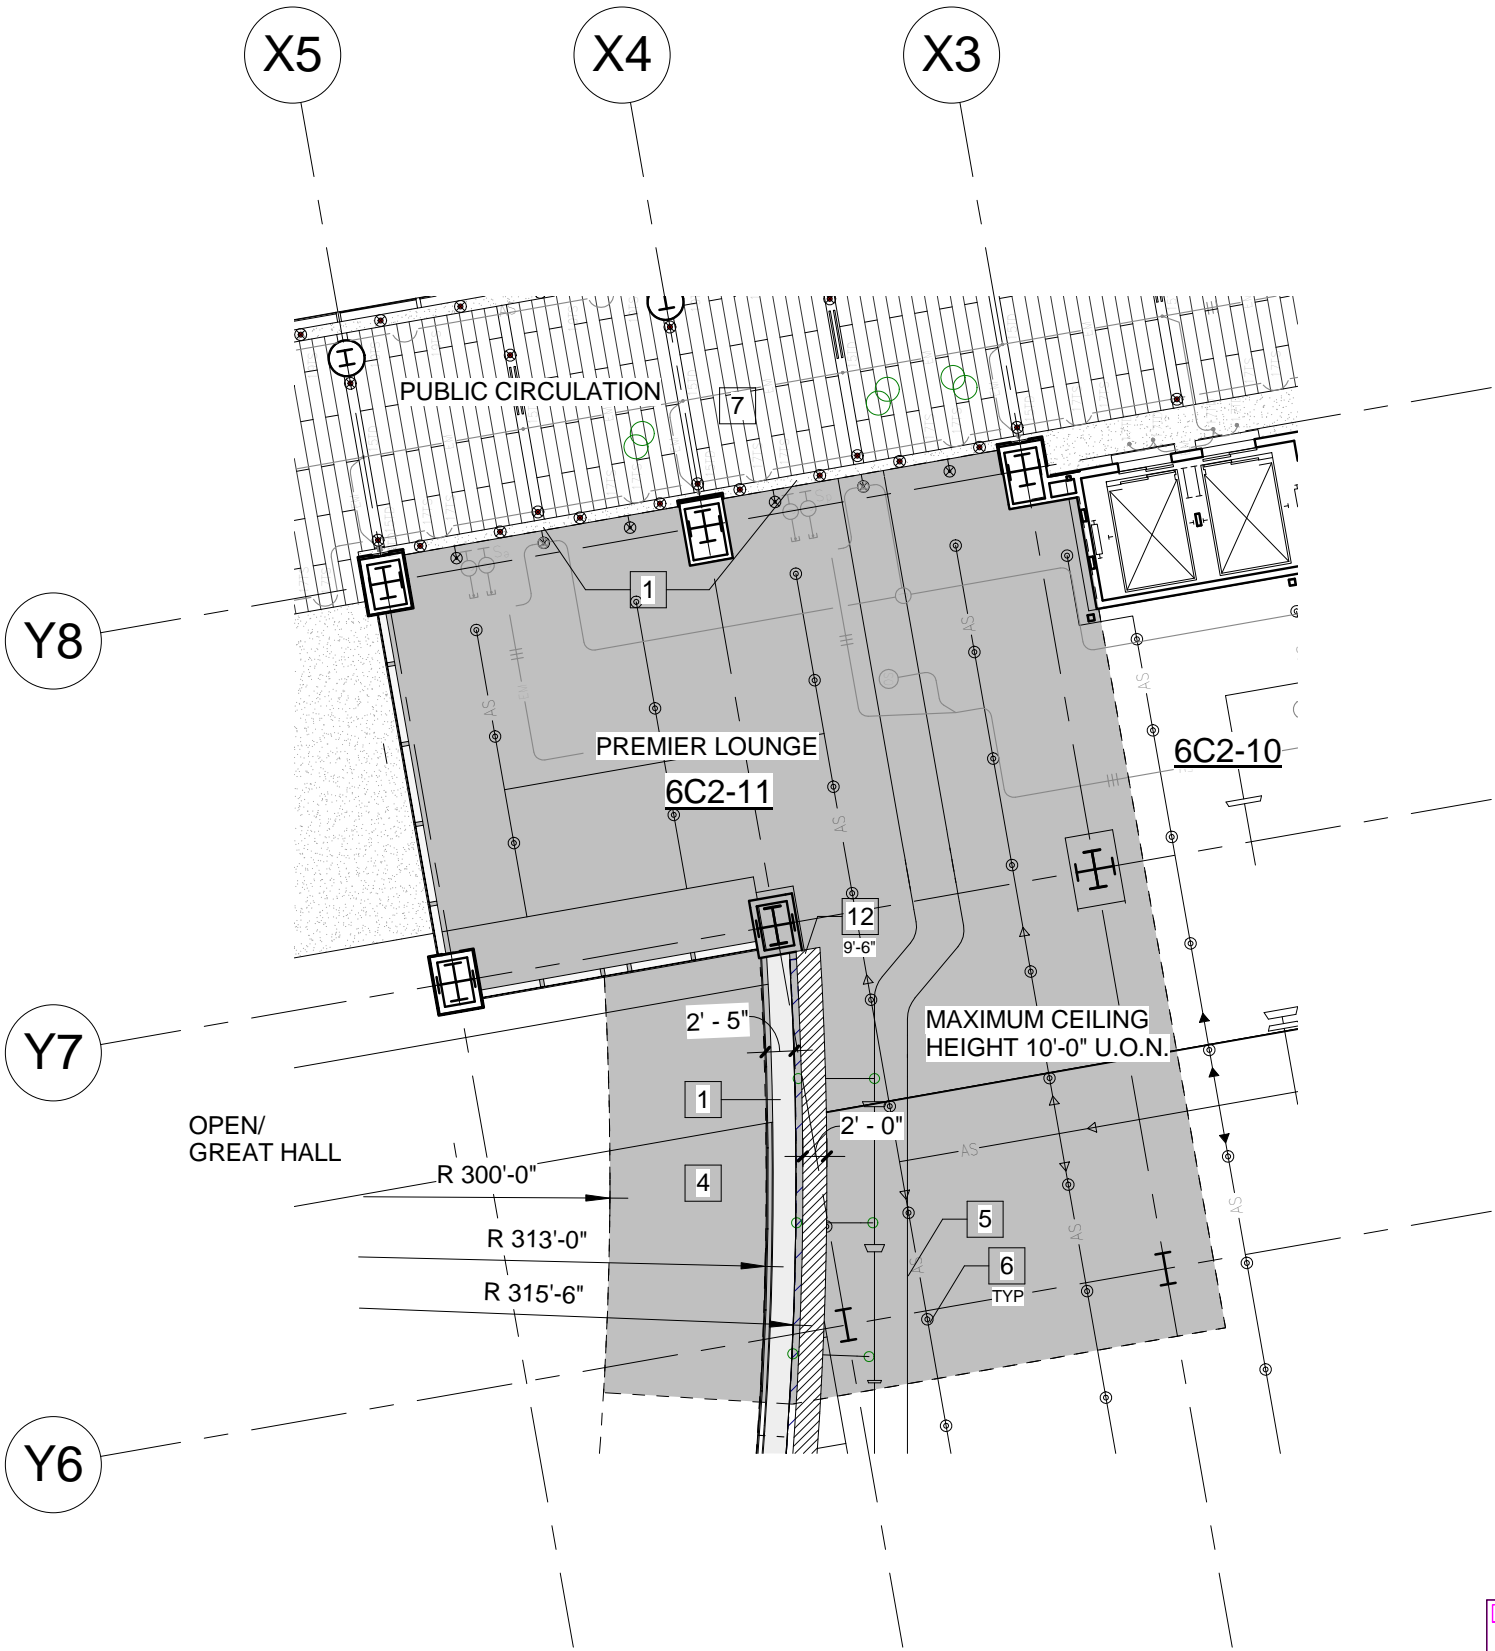 X5
X4
X3
PUBLIC CIRCULATION
7
1
Y8
AS
AS
AS
PREMIER LOUNGE
6C2-10
6C2-11
AS
12
9'-6"
2' - 5"
MAXIMUM CEILING
HEIGHT 10'-0" U.O.N.
Y7
1
OPEN/
GREAT HALL
2' - 0"
AS
R 300'-0"
4
AS
5
AS
R 313'-0"
AS
6
TYP
R 315'-6"
Y6